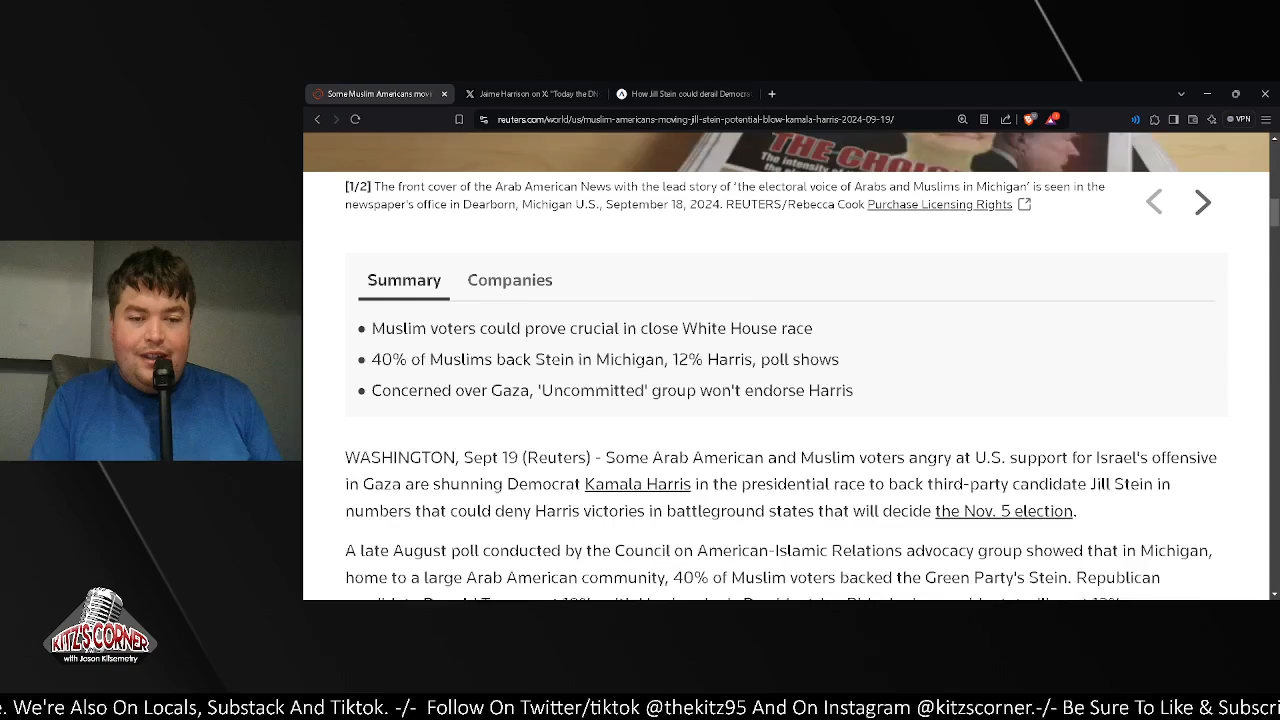 Some Muslim Americans movi
Jaime Harrison on X: "Today the DN
How Jill Stein could derail Democra
reuters.com/world/us/muslim-americans-moving-jill-stein-potential-blow-kamala-harris-2024-09-19/
VPN
THE CHOICE
The intensity of
[1/2] The front cover of the Arab American News with the lead story of 'the electoral voice of Arabs and Muslims in Michigan' is seen in the
newspaper's office in Dearborn, Michigan U.S., September 18, 2024. REUTERS/Rebecca Cook Purchase Licensing Rights
Summary Companies
Muslim voters could prove crucial in close White House race
40% of Muslims back Stein in Michigan, 12% Harris, poll shows
Concerned over Gaza, 'Uncommitted' group won't endorse Harris
WASHINGTON, Sept 19 (Reuters) - Some Arab American and Muslim voters angry at U.S. support for Israel's offensive
in Gaza are shunning Democrat Kamala Harris in the presidential race to back third-party candidate Jill Stein in
numbers that could deny Harris victories in battleground states that will decide the Nov. 5 election.
A late August poll conducted by the Council on American-Islamic Relations advocacy group showed that in Michigan,
home to a large Arab American community, 40% of Muslim voters backed the Green Party's Stein. Republican
KITZ'S CORNER
with Jason Kitsemetry
e. We're Also On Locals, Substack And Tiktok. -/- Follow On Twitter/tiktok @thekitz95 And On Instagram @kitzscorner.-/- Be Sure To Like & Subscri